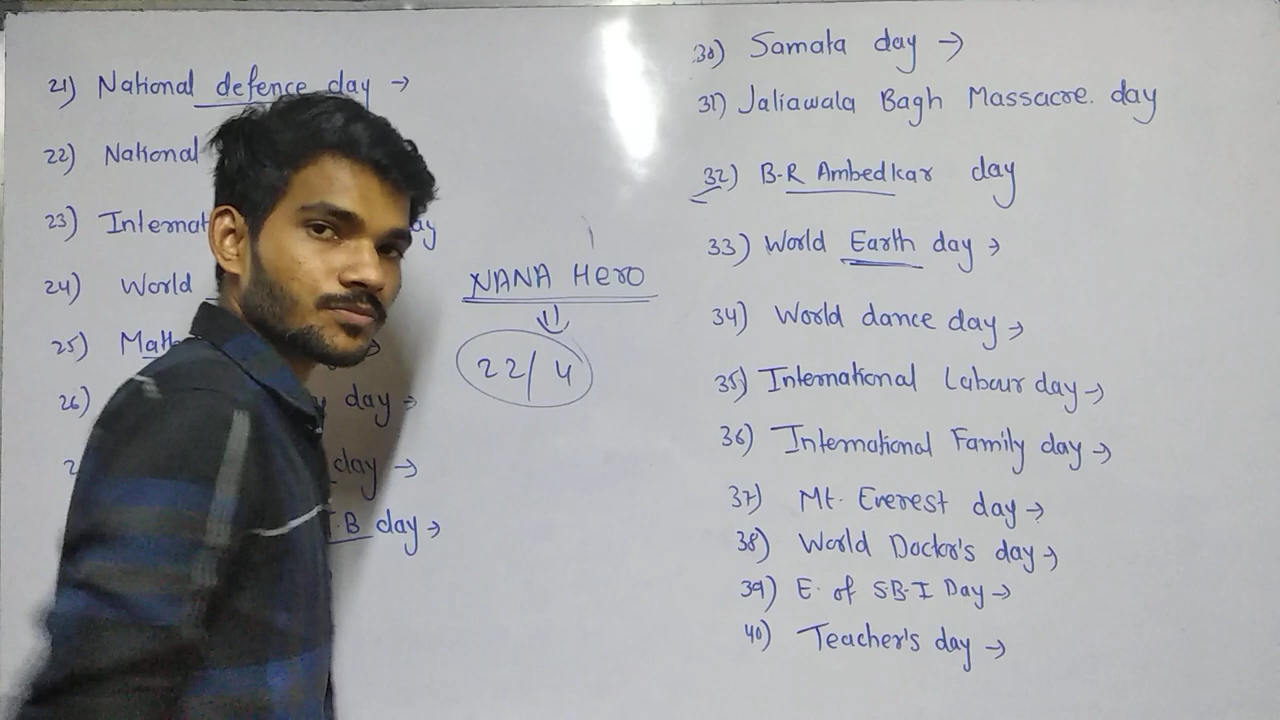 21) National defence day →
22) National
23) Internat ay
24) World
25) Math
26) day →
2 day →
T.B day →
NANA Hero
22/4
30) Samata day →
31) Jaliawala Bagh Massacre. day
32) B.R Ambedkar day
33) World Earth day →
34) World dance day →
35) International Labour day →
36) International Family day →
37) Mt. Everest day →
38) World Doctor's day →
39) E. of S.B.I Day →
40) Teacher's day →